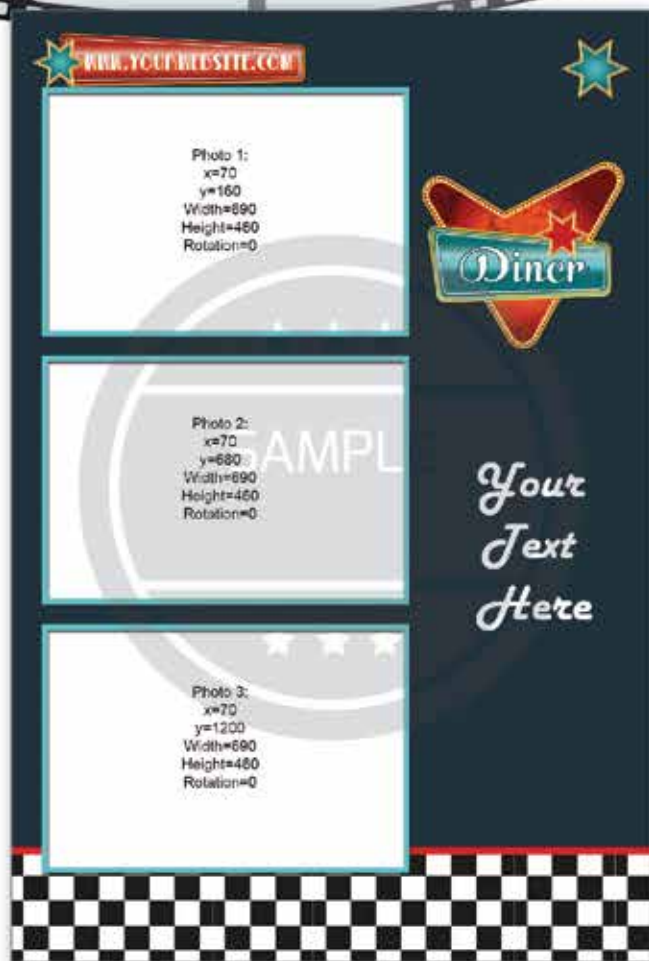 WWW.YOURWEBSITE.COM
Photo 1:
x=70
y=160
Width=690
Height=460
Rotation=0
Diner
Photo 2:
x=70
y=680
Width=690
Height=460
Rotation=0
SAMPL
Your
Text
Here
Photo 3:
x=70
y=1200
Width=690
Height=460
Rotation=0